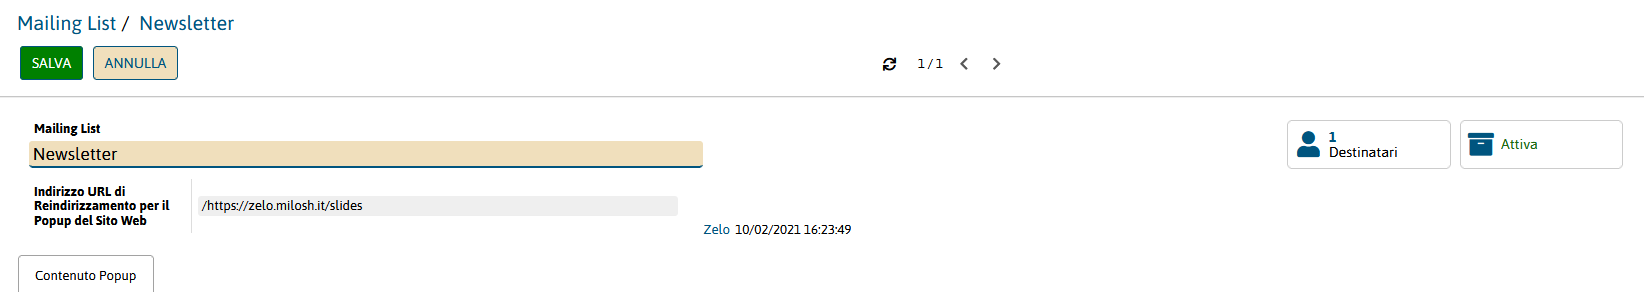 Mailing List / Newsletter
SALVA ANNULLA 1 / 1
Mailing List
Newsletter
1
Destinatari
Attiva
Indirizzo URL di
Reindirizzamento per il
Popup del Sito Web
/https://zelo.milosh.it/slides
Zelo 10/02/2021 16:23:49
Contenuto Popup